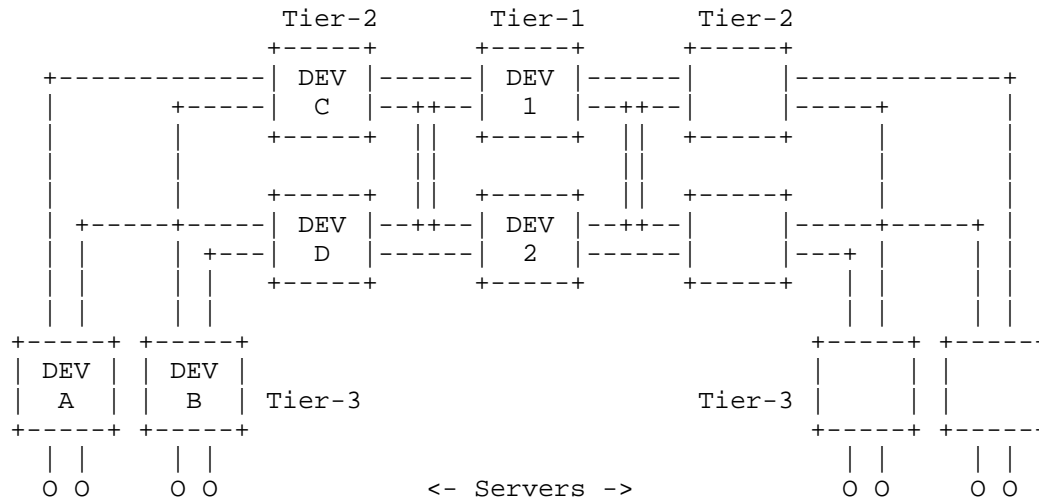 Tier-2 Tier-1 Tier-2
DEV DEV
C 1
DEV DEV
D 2
DEV DEV
A B Tier-3 Tier-3
O O O O <- Servers -> O O O O